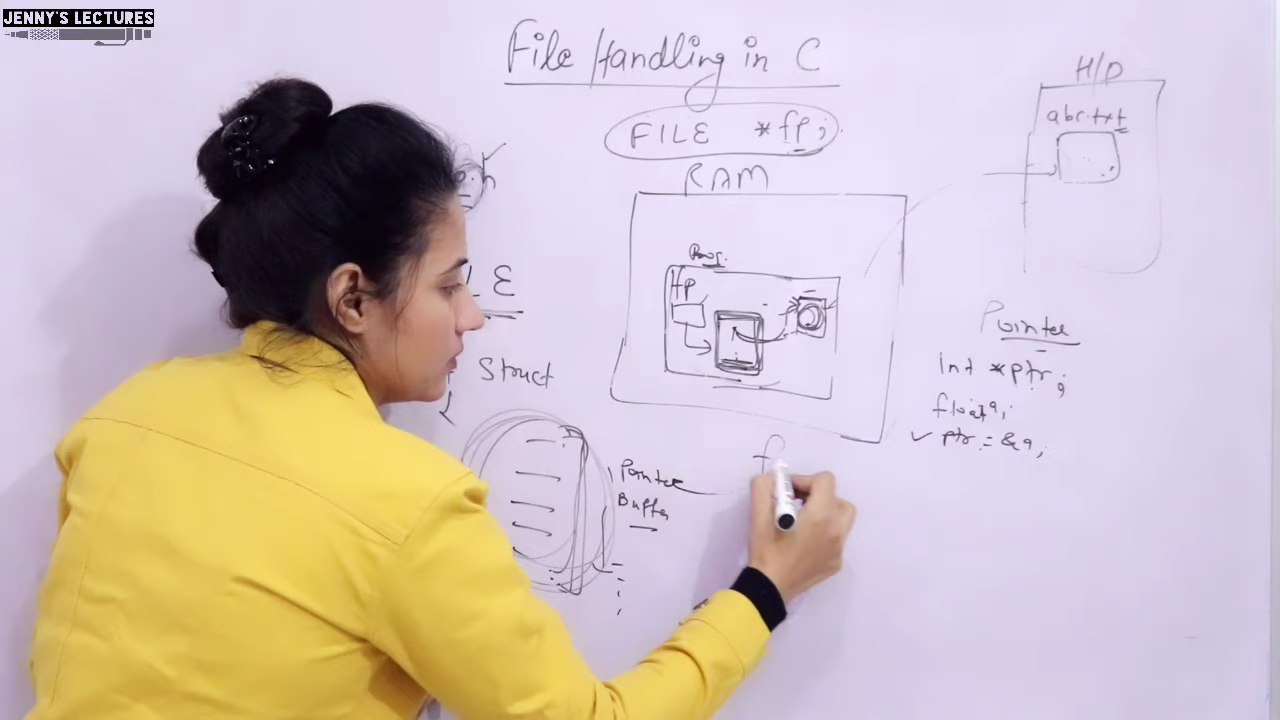 JENNY'S LECTURES
File Handling in C
FILE *fp;
RAM
H/D
abc.txt
Prog.
fp
Struct
Pointer
Buffer
f
Pointer
int *ptr;
float a;
✓ ptr = &a;